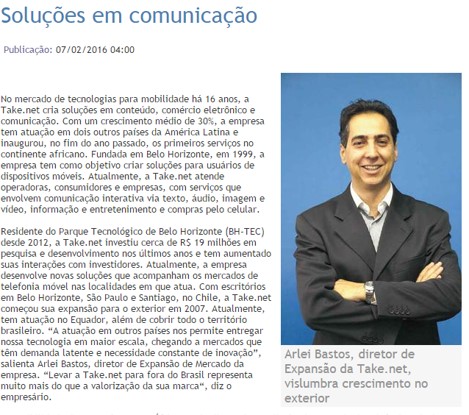 Soluções em comunicação
Publicação: 07/02/2016 04:00
No mercado de tecnologias para mobilidade há 16 anos, a
Take.net cria soluções em conteúdo, comércio eletrônico e
comunicação. Com um crescimento médio de 30%, a empresa
tem atuação em dois outros países da América Latina e
inaugurou, no fim do ano passado, os primeiros serviços no
continente africano. Fundada em Belo Horizonte, em 1999, a
empresa tem como objetivo criar soluções para usuários de
dispositivos móveis. Atualmente, a Take.net atende
operadoras, consumidores e empresas, com serviços que
envolvem comunicação interativa via texto, áudio, imagem e
vídeo, informação e entretenimento e compras pelo celular.
Residente do Parque Tecnológico de Belo Horizonte (BH-TEC)
desde 2012, a Take.net investiu cerca de R$ 19 milhões em
pesquisa e desenvolvimento nos últimos anos e tem aumentado
suas interações com investidores. Atualmente, a empresa
desenvolve novas soluções que acompanham os mercados de
telefonia móvel nas localidades em que atua. Com escritórios
em Belo Horizonte, São Paulo e Santiago, no Chile, a Take.net
começou sua expansão para o exterior em 2007. Atualmente,
tem atuação no Equador, além de cobrir todo o território
brasileiro. “A atuação em outros países nos permite entregar
nossa tecnologia em maior escala, chegando a mercados que
têm demanda latente e necessidade constante de inovação”,
salienta Arlei Bastos, diretor de Expansão de Mercado da
empresa. “Levar a Take.net para fora do Brasil representa
muito mais do que a valorização da sua marca“, diz o
empresário.
Arlei Bastos, diretor de
Expansão da Take.net,
vislumbra crescimento no
exterior